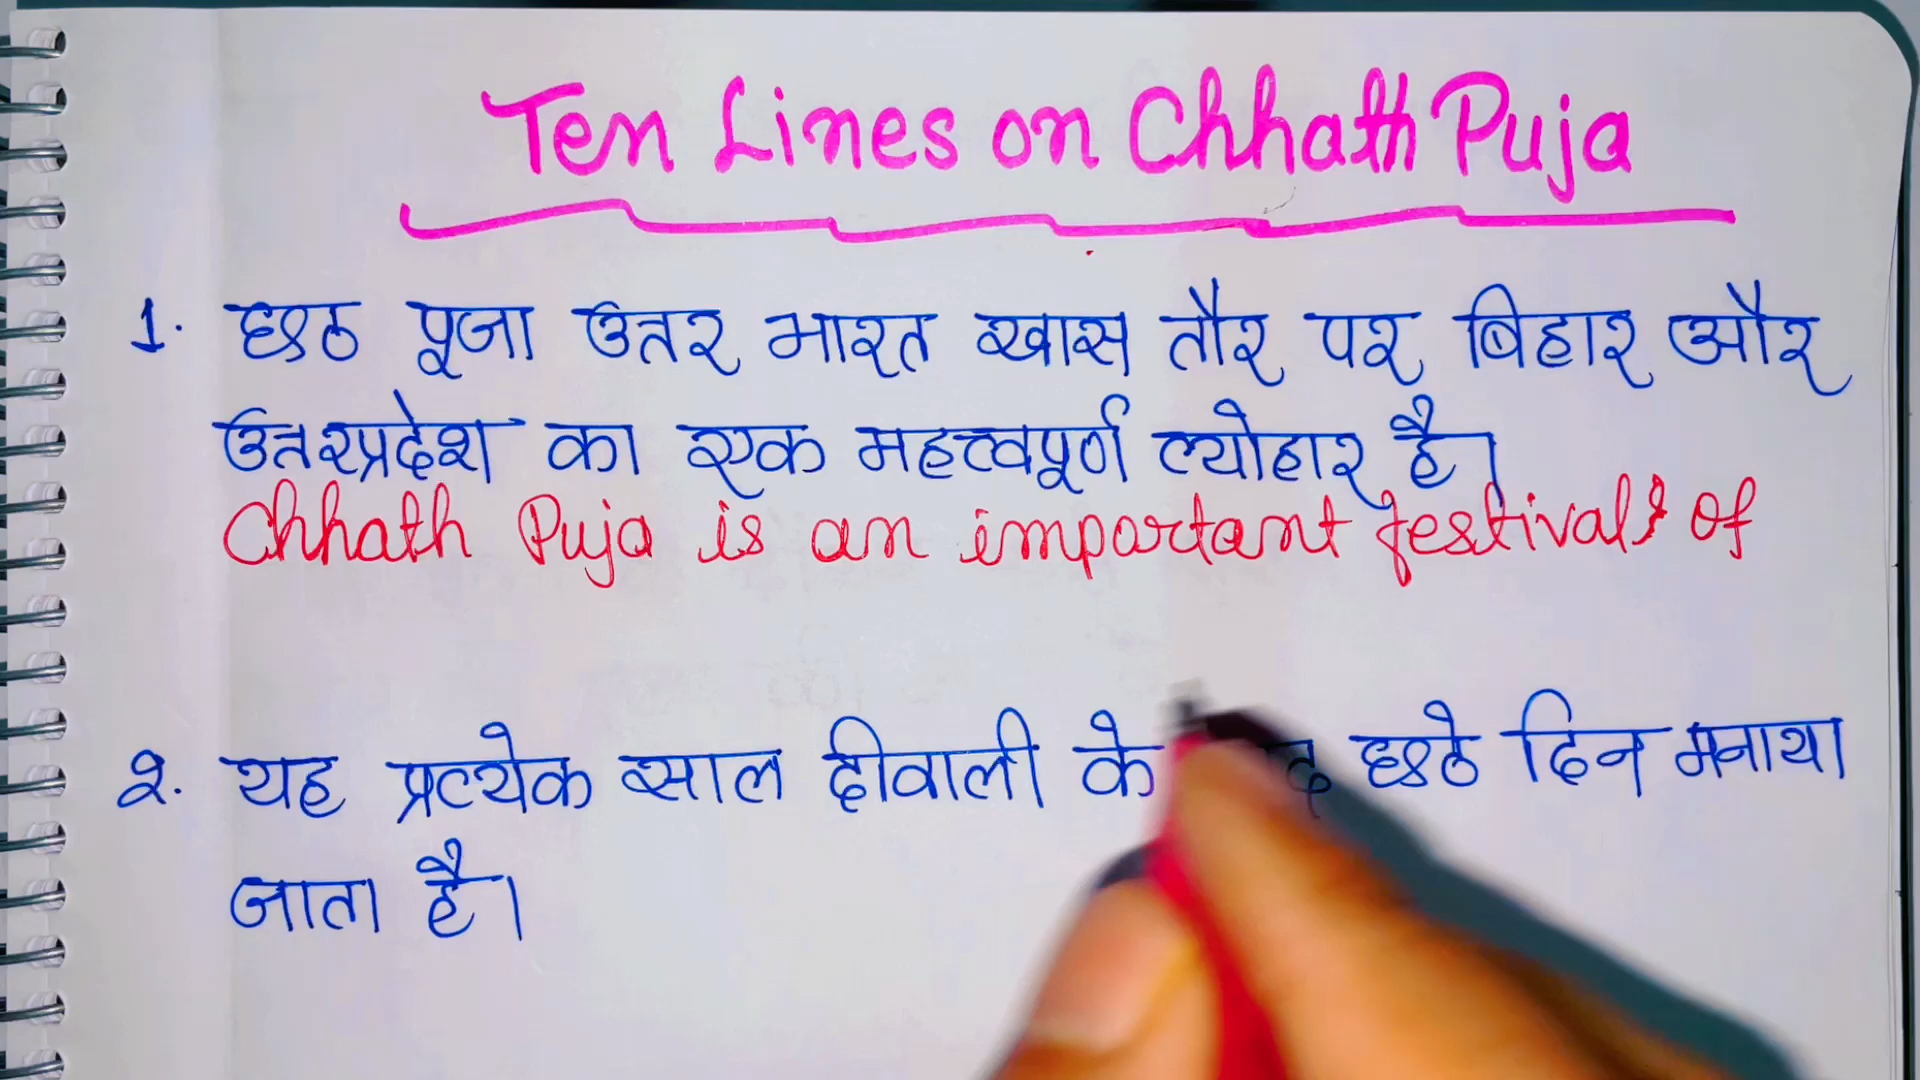 Ten Lines on Chhath Puja
1. छठ पूजा उत्तर भारत खास तौर पर बिहार और
उत्तरप्रदेश का एक महत्त्वपूर्ण त्योहार है।
Chhath Puja is an important festival of
2. यह प्रत्येक साल दीवाली के छठे दिन मनाया
जाता है।